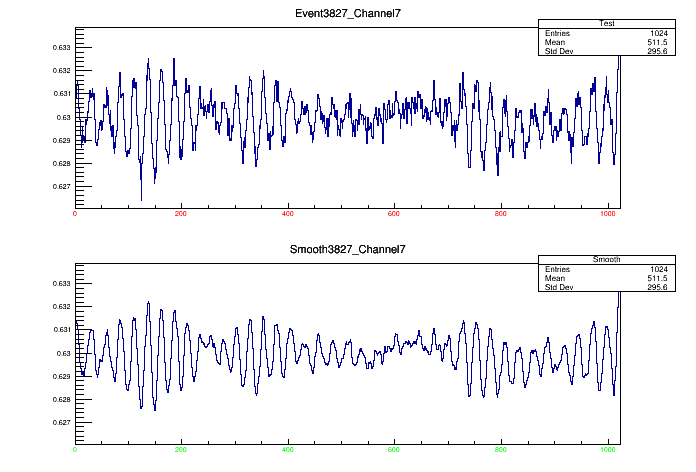 Event3827_Channel7
Test
Entries 1024
Mean 511.5
Std Dev 295.6
0.633
0.632
0.631
0.63
0.629
0.628
0.627
0 200 400 600 800 1000
Smooth3827_Channel7
Smooth
Entries 1024
Mean 511.5
Std Dev 295.6
0.633
0.632
0.631
0.63
0.629
0.628
0.627
0 200 400 600 800 1000